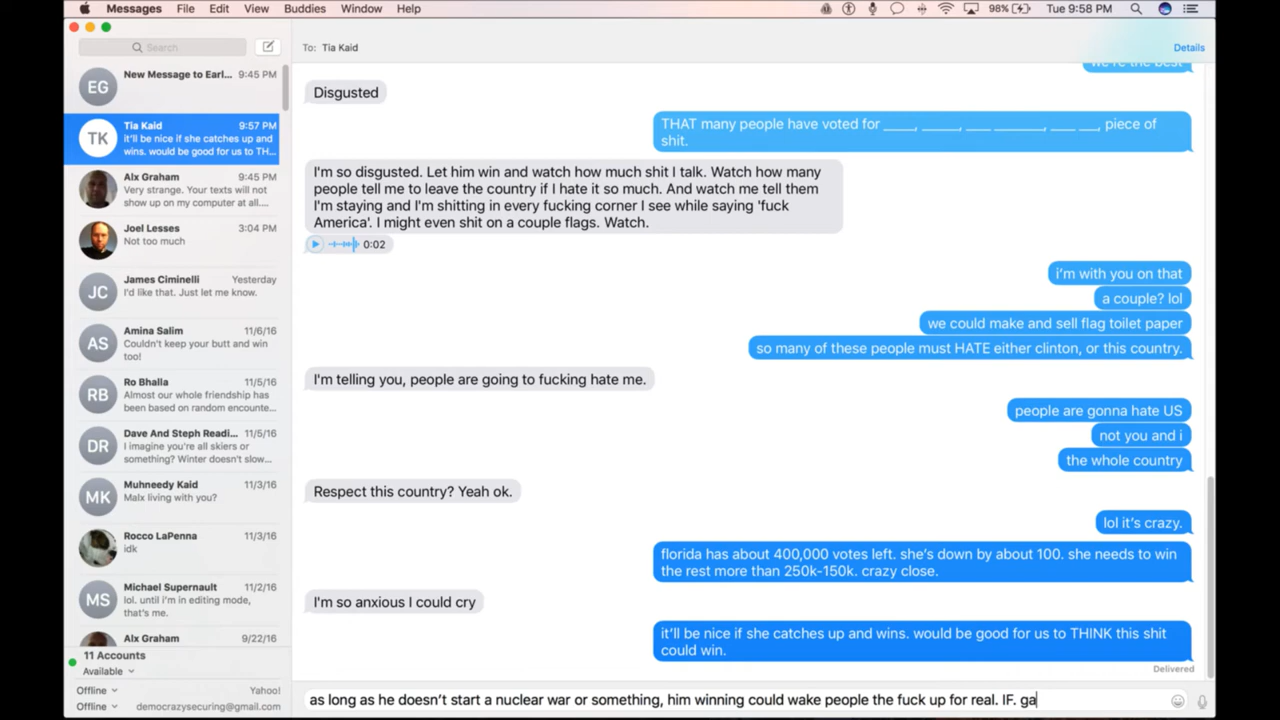 Messages File Edit View Buddies Window Help 98% Tue 9:58 PM
Search
To: Tia Kaid
Details
EG
New Message to Earl... 9:45 PM
TK
Tia Kaid 9:57 PM
it'll be nice if she catches up and
wins. would be good for us to TH...
Alx Graham 9:45 PM
Very strange. Your texts will not
show up on my computer at all....
Joel Lesses 3:04 PM
Not too much
JC
James Ciminelli Yesterday
I'd like that. Just let me know.
AS
Amina Salim 11/6/16
Couldn't keep your butt and win
too!
RB
Ro Bhalla 11/5/16
Almost our whole friendship has
been based on random encounte...
DR
Dave And Steph Readi... 11/5/16
I imagine you're all skiers or
something? Winter doesn't slow...
MK
Muhneedy Kaid 11/3/16
Malx living with you?
Rocco LaPenna 11/3/16
idk
MS
Michael Supernault 11/2/16
lol. until i'm in editing mode,
that's me.
Alx Graham 9/22/16
11 Accounts
Available
Offline Yahoo!
Offline democrazysecuring@gmail.com
we're the best
Disgusted
THAT many people have voted for ____, ____, ___ _______, ___ __, piece of
shit.
I'm so disgusted. Let him win and watch how much shit I talk. Watch how many
people tell me to leave the country if I hate it so much. And watch me tell them
I'm staying and I'm shitting in every fucking corner I see while saying 'fuck
America'. I might even shit on a couple flags. Watch.
0:02
i'm with you on that
a couple? lol
we could make and sell flag toilet paper
so many of these people must HATE either clinton, or this country.
I'm telling you, people are going to fucking hate me.
people are gonna hate US
not you and i
the whole country
Respect this country? Yeah ok.
lol it's crazy.
florida has about 400,000 votes left. she's down by about 100. she needs to win
the rest more than 250k-150k. crazy close.
I'm so anxious I could cry
it'll be nice if she catches up and wins. would be good for us to THINK this shit
could win.
Delivered
as long as he doesn't start a nuclear war or something, him winning could wake people the fuck up for real. IF. ga